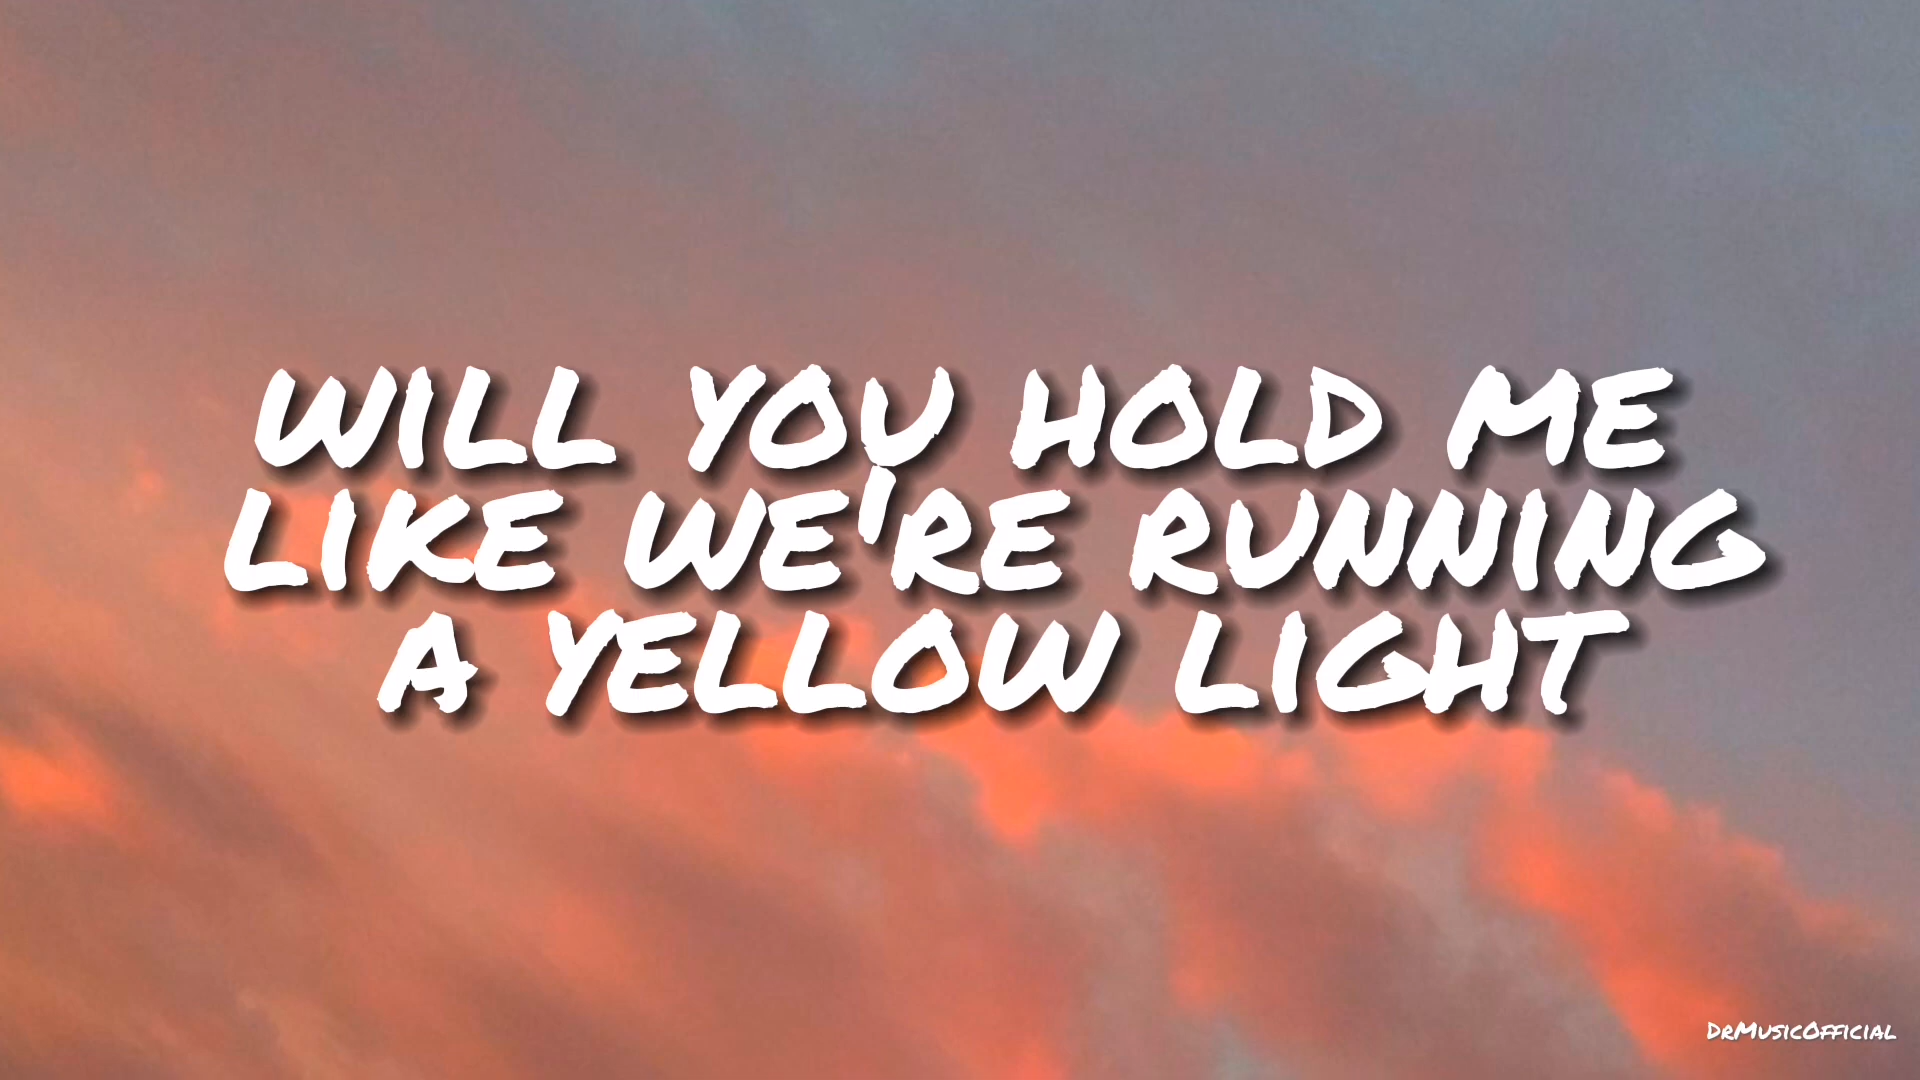 WILL YOU HOLD ME
LIKE WE'RE RUNNING
A YELLOW LIGHT
DrMusicOfficial